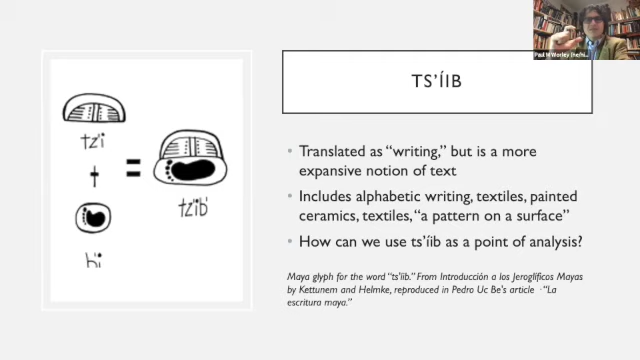 TS'ÍIB
tz'i
+
=
b'i
tz'ib'
• Translated as “writing,” but is a more
expansive notion of text
• Includes alphabetic writing, textiles, painted
ceramics, textiles, “a pattern on a surface”
• How can we use ts'íib as a point of analysis?
Maya glyph for the word “ts'íib.” From Introducción a los Jeroglíficos Mayas
by Kettunem and Helmke, reproduced in Pedro Uc Be's article · “La
escritura maya.”
Paul M Worley (he/hi...